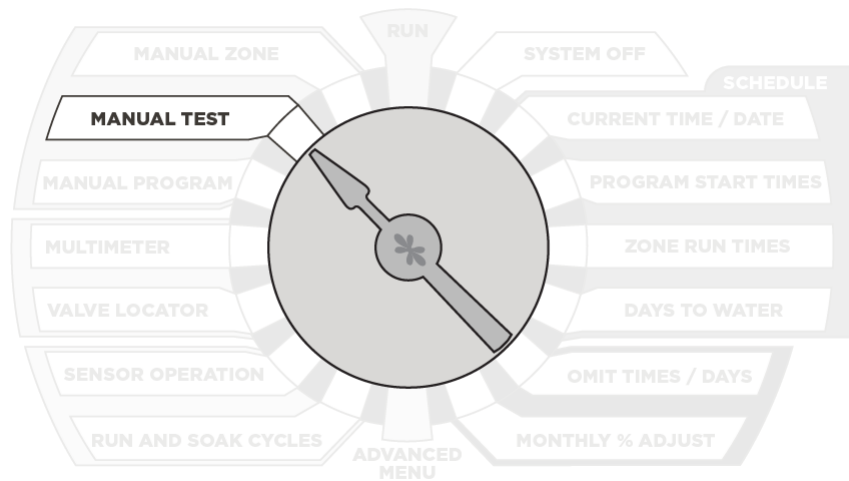 RUN
MANUAL ZONE
SYSTEM OFF
SCHEDULE
MANUAL TEST
CURRENT TIME / DATE
MANUAL PROGRAM
PROGRAM START TIMES
MULTIMETER
ZONE RUN TIMES
VALVE LOCATOR
DAYS TO WATER
SENSOR OPERATION
OMIT TIMES / DAYS
RUN AND SOAK CYCLES
MONTHLY % ADJUST
ADVANCED
MENU